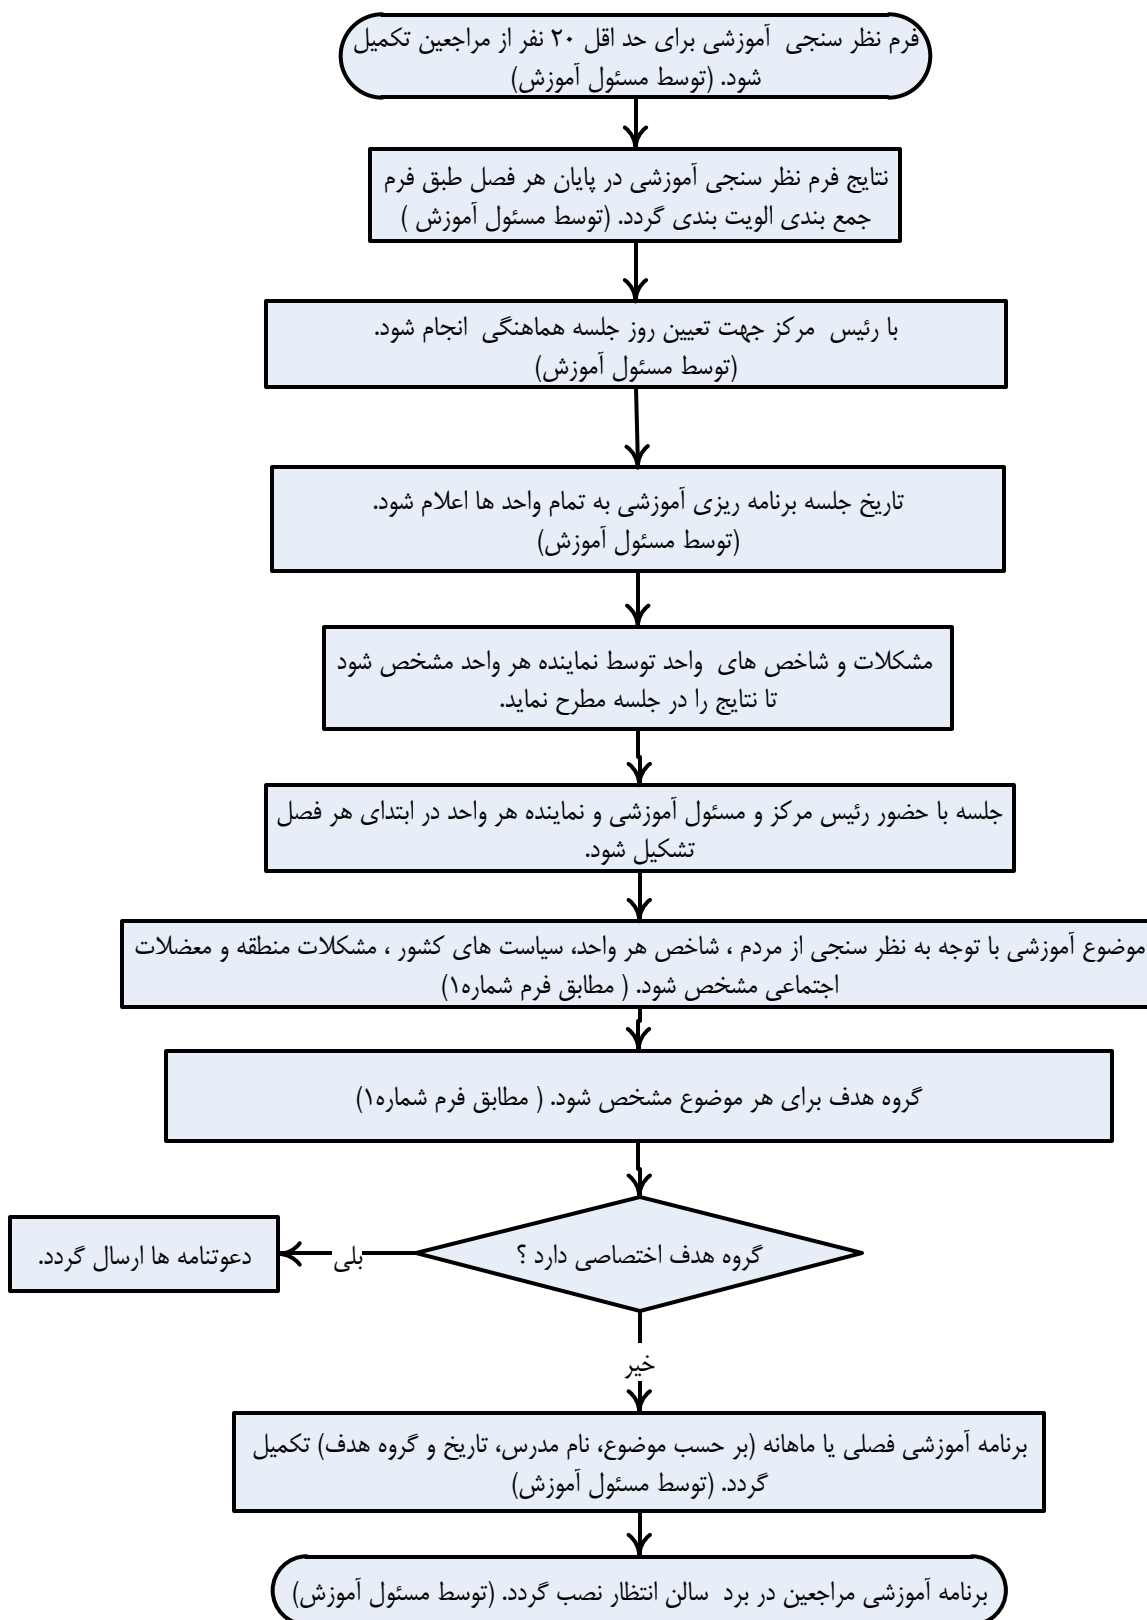 فرم نظر سنجی آموزشی برای حد اقل ۲۰ نفر از مراجعین تکمیل
شود. (توسط مسئول آموزش)
نتایج فرم نظر سنجی آموزشی در پایان هر فصل طبق فرم
جمع بندی الویت بندی گردد. (توسط مسئول آموزش )
با رئیس مرکز جهت تعیین روز جلسه هماهنگی انجام شود.
(توسط مسئول آموزش)
تاریخ جلسه برنامه ریزی آموزشی به تمام واحد ها اعلام شود.
(توسط مسئول آموزش)
مشکلات و شاخص های واحد توسط نماینده هر واحد مشخص شود
تا نتایج را در جلسه مطرح نماید.
جلسه با حضور رئیس مرکز و مسئول آموزشی و نماینده هر واحد در ابتدای هر فصل
تشکیل شود.
موضوع آموزشی با توجه به نظر سنجی از مردم ، شاخص هر واحد، سیاست های کشور ، مشکلات منطقه و معضلات
اجتماعی مشخص شود. ( مطابق فرم شماره۱)
گروه هدف برای هر موضوع مشخص شود. ( مطابق فرم شماره۱)
گروه هدف اختصاصی دارد ؟
بلی
دعوتنامه ها ارسال گردد.
خیر
برنامه آموزشی فصلی یا ماهانه (بر حسب موضوع، نام مدرس، تاریخ و گروه هدف) تکمیل
گردد. (توسط مسئول آموزش)
برنامه آموزشی مراجعین در برد سالن انتظار نصب گردد. (توسط مسئول آموزش)